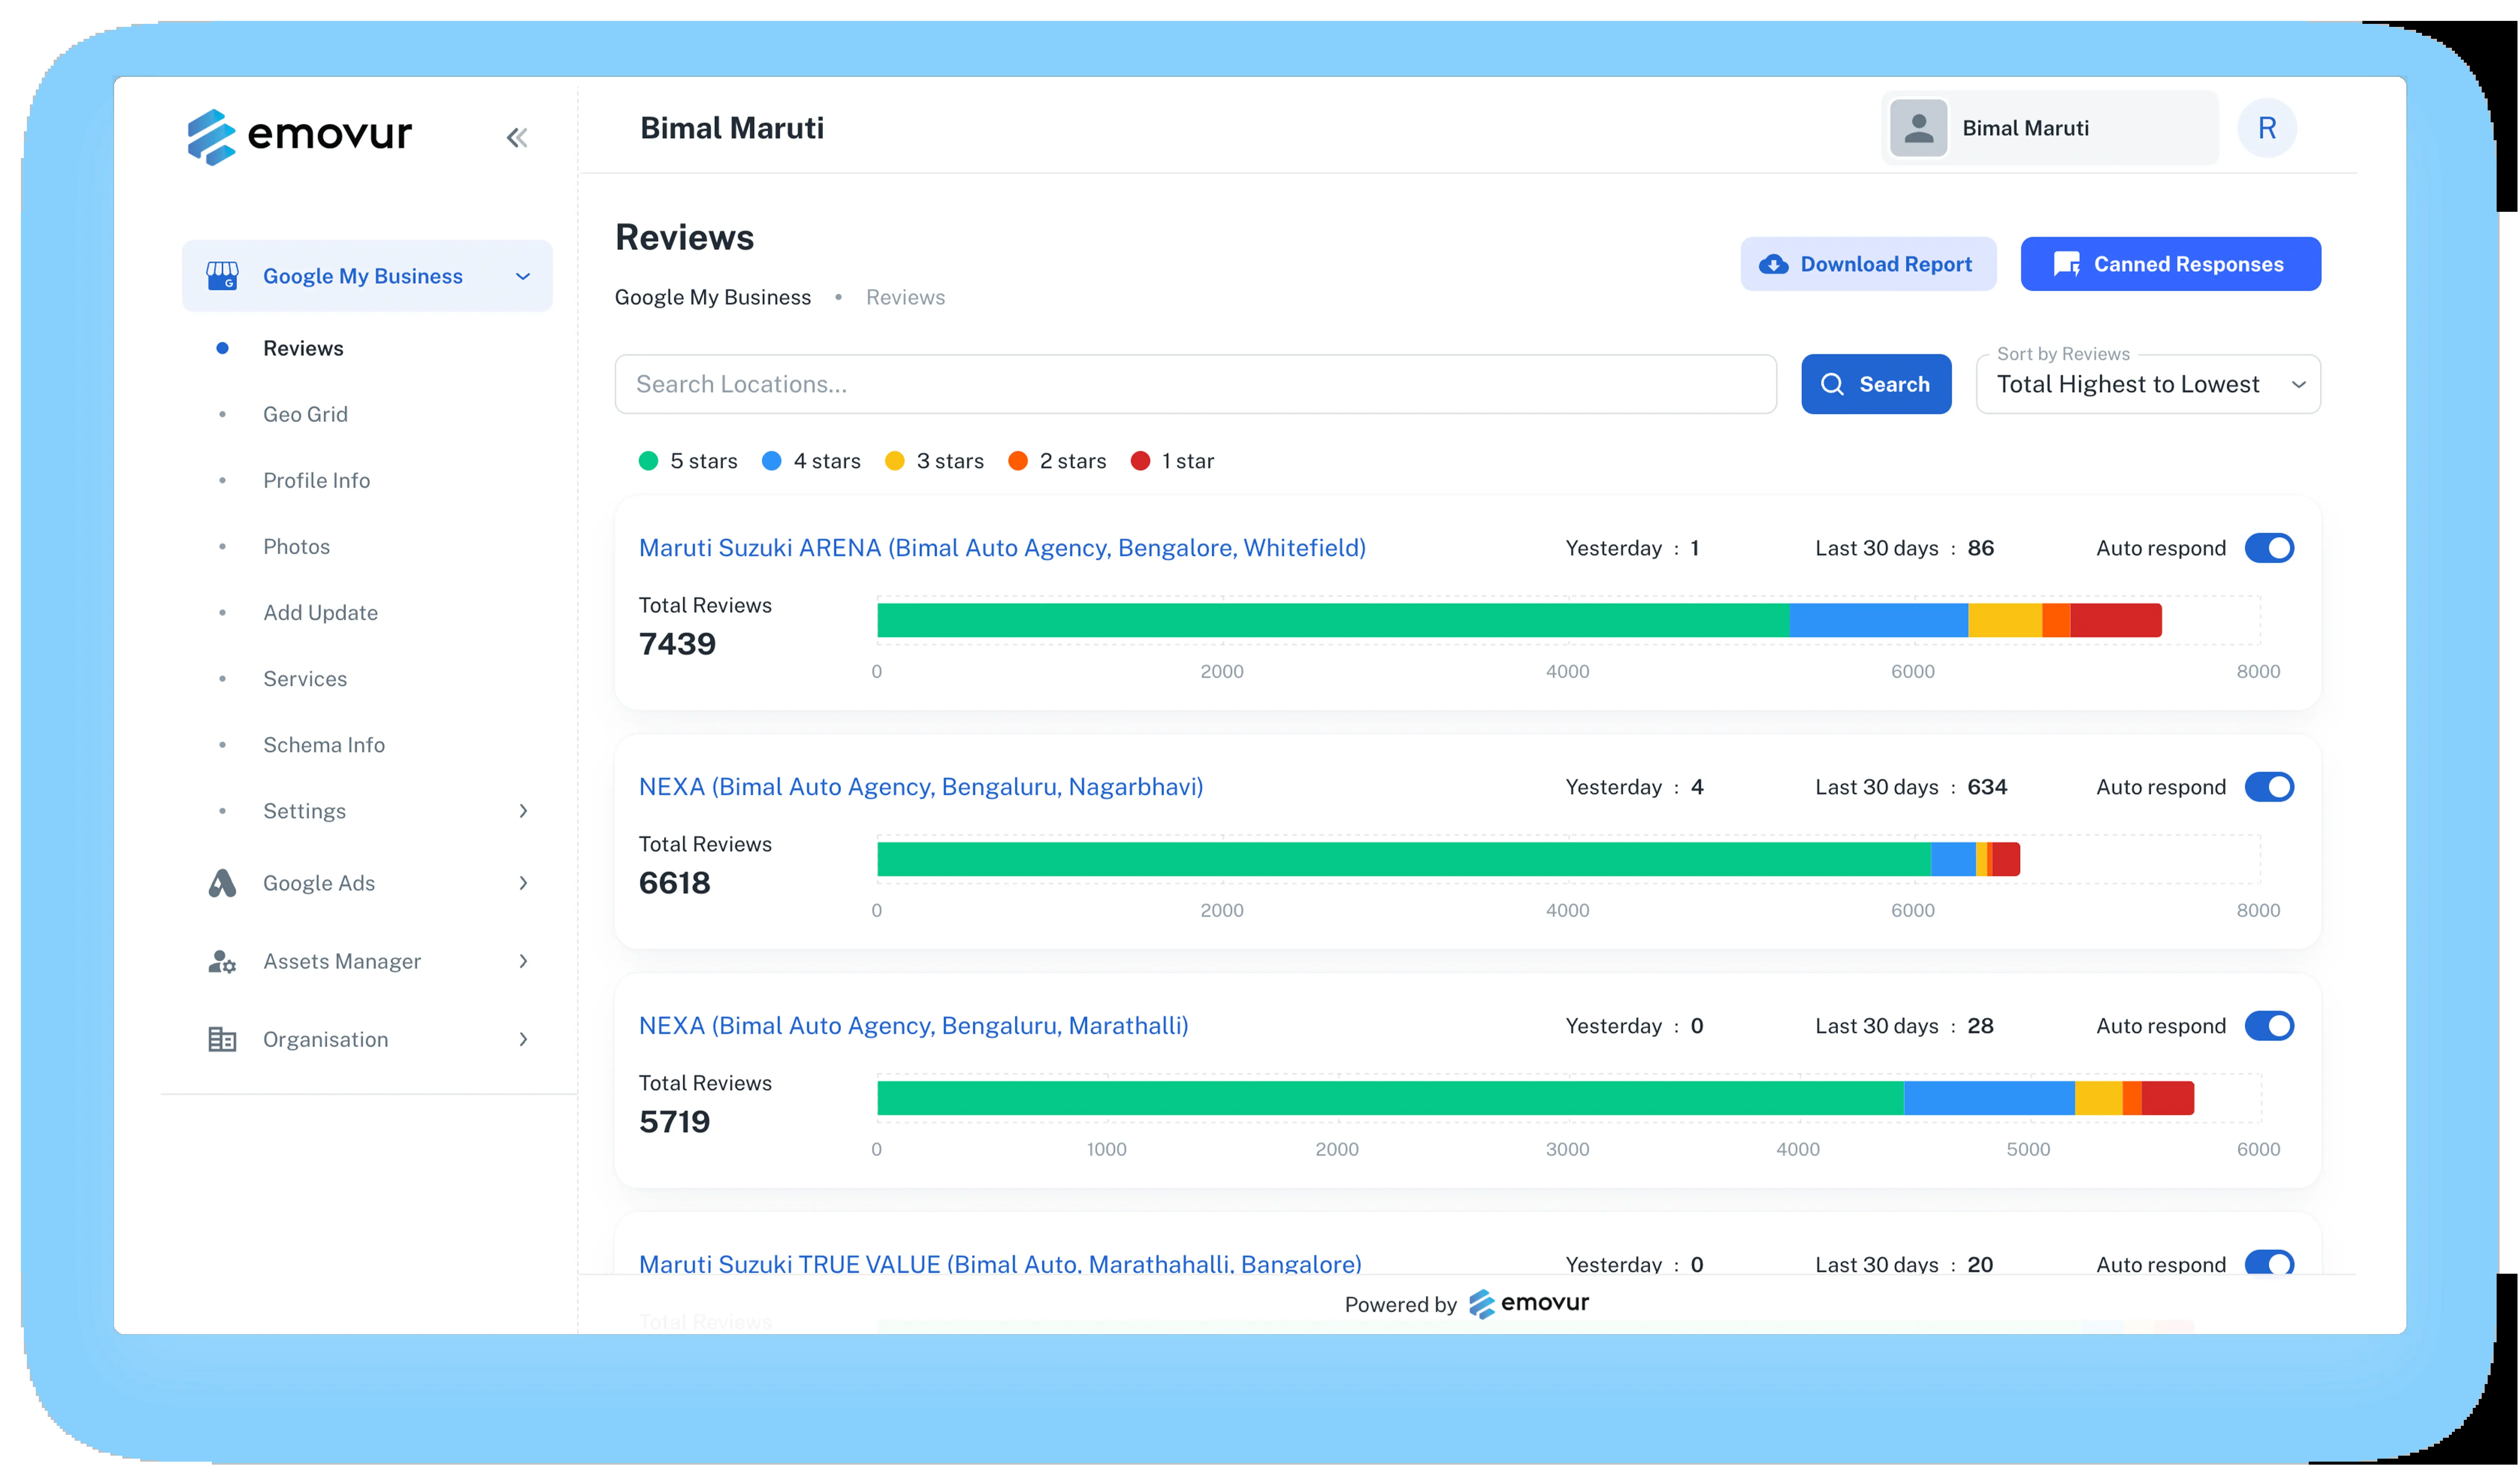 emovur
Bimal Maruti
Bimal Maruti
R
Google My Business
Reviews
Geo Grid
Profile Info
Photos
Add Update
Services
Schema Info
Settings
Google Ads
Assets Manager
Organisation
Reviews
Google My Business • Reviews
Download Report
Canned Responses
Search Locations...
Search
Sort by Reviews
Total Highest to Lowest
5 stars 4 stars 3 stars 2 stars 1 star
Maruti Suzuki ARENA (Bimal Auto Agency, Bengalore, Whitefield) Yesterday : 1 Last 30 days : 86 Auto respond
Total Reviews
7439
0 2000 4000 6000 8000
NEXA (Bimal Auto Agency, Bengaluru, Nagarbhavi) Yesterday : 4 Last 30 days : 634 Auto respond
Total Reviews
6618
0 2000 4000 6000 8000
NEXA (Bimal Auto Agency, Bengaluru, Marathalli) Yesterday : 0 Last 30 days : 28 Auto respond
Total Reviews
5719
0 1000 2000 3000 4000 5000 6000
Maruti Suzuki TRUE VALUE (Bimal Auto, Marathahalli, Bangalore) Yesterday : 0 Last 30 days : 20 Auto respond
Total Reviews
Powered by emovur